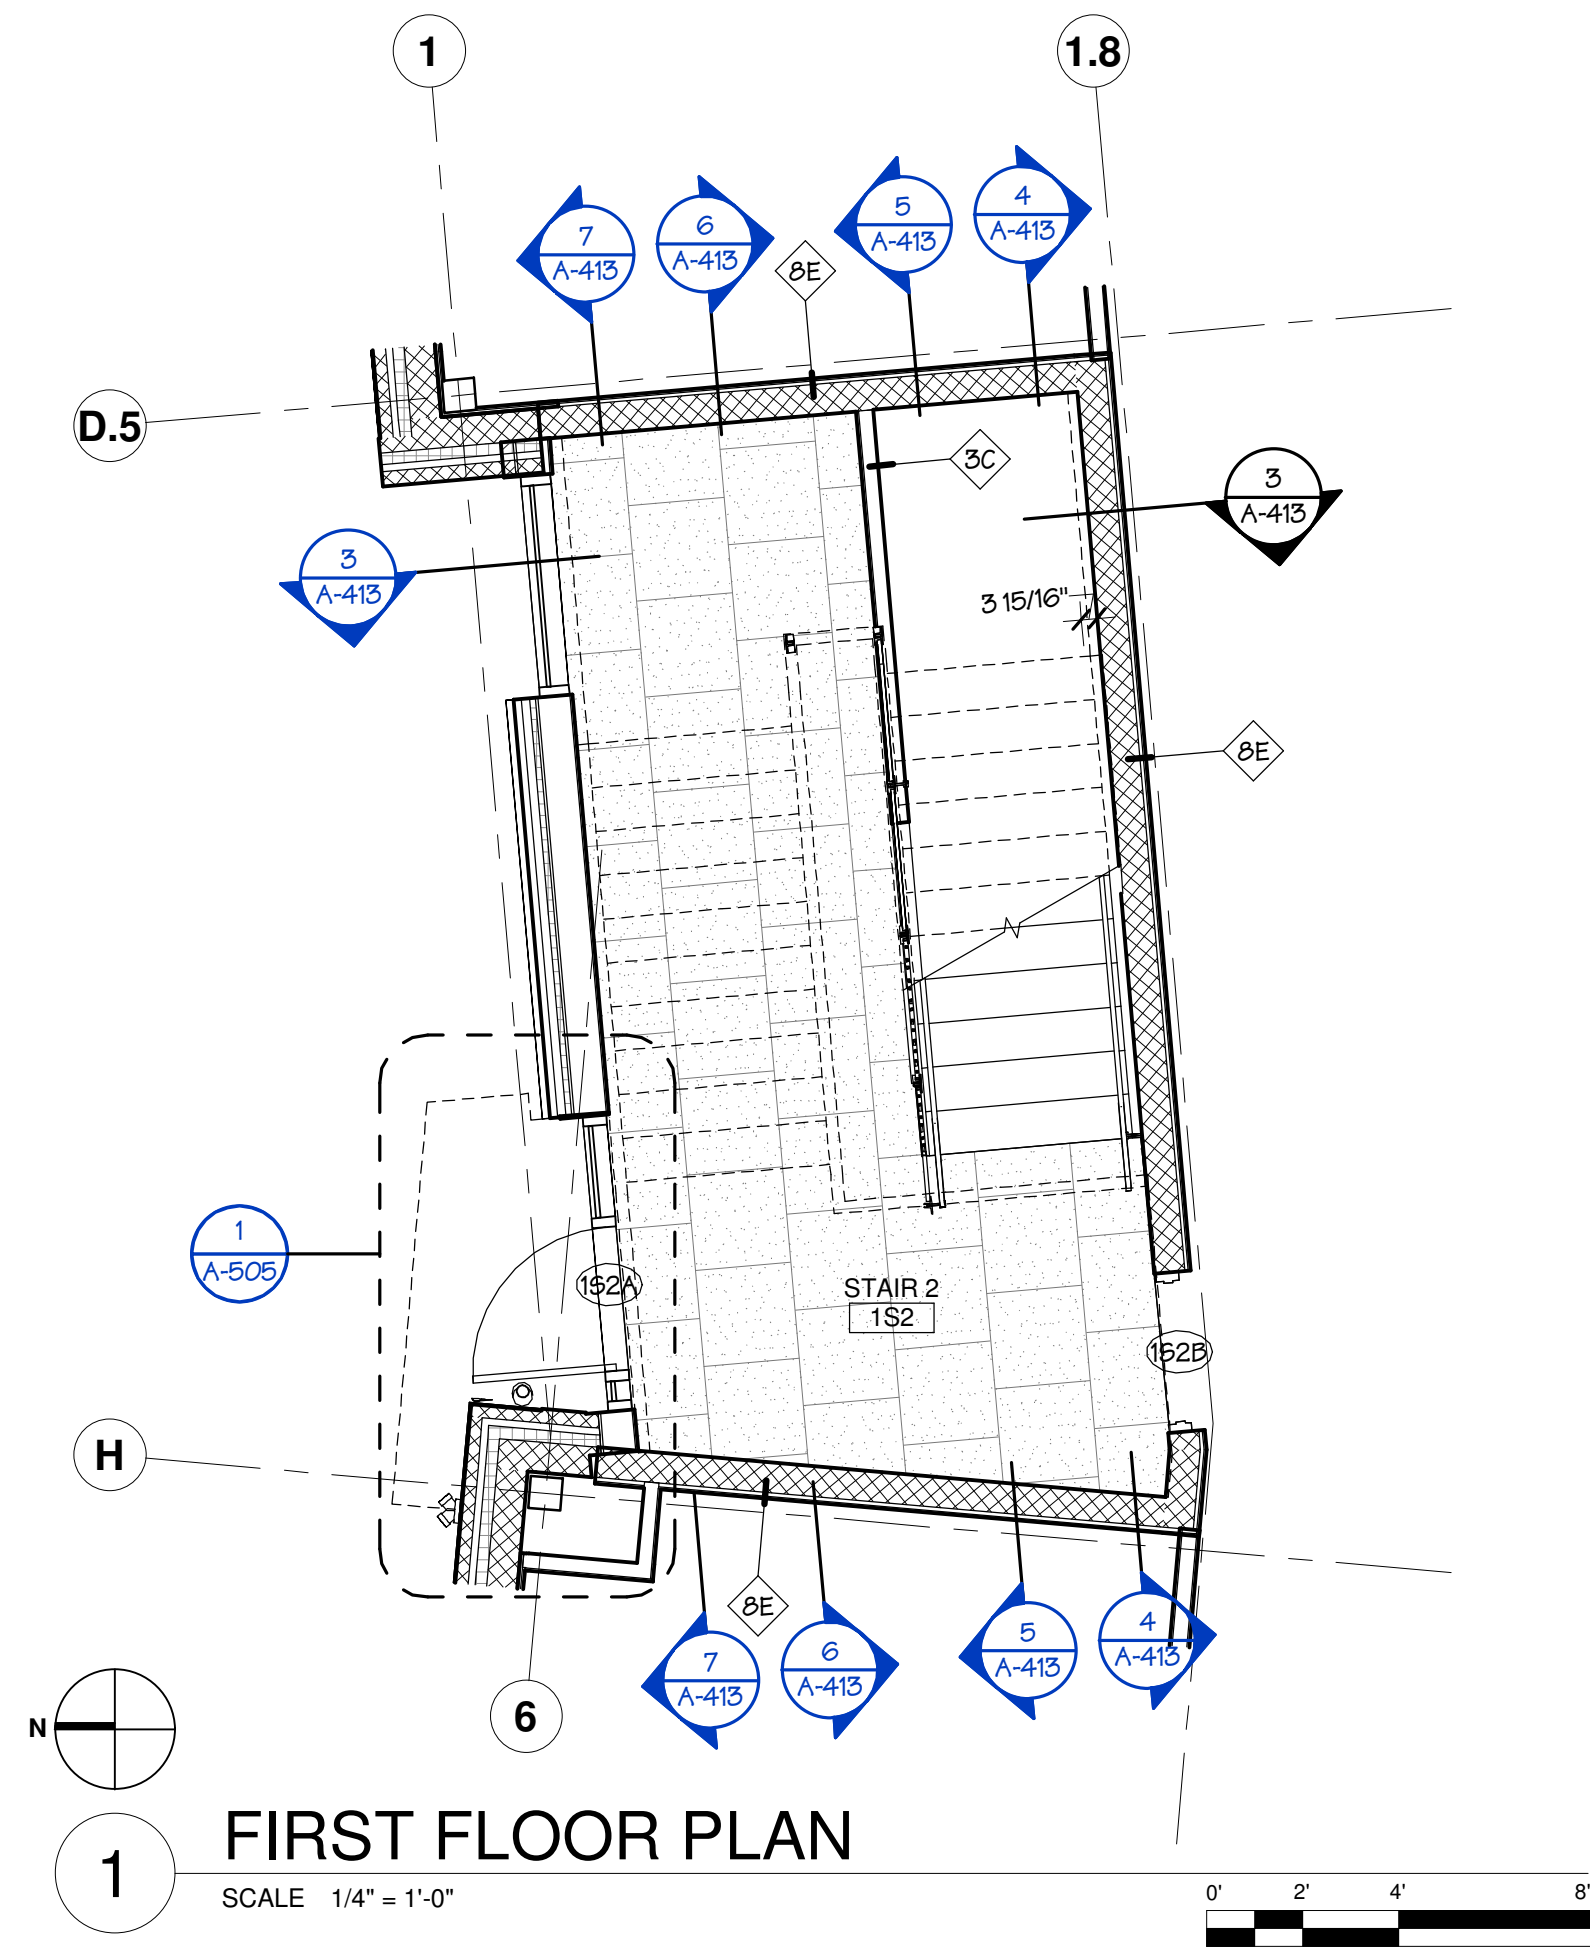 1
1.8
4
A-413
5
A-413
6
A-413
7
A-413
8E
D.5
3C
3
A-413
3
A-413
3 15/16"
8E
1
A-505
1S2A
STAIR 2
1S2
1S2B
H
8E
4
A-413
5
A-413
6
A-413
7
A-413
6
N
1
FIRST FLOOR PLAN
SCALE 1/4" = 1'-0"
0' 2' 4' 8'